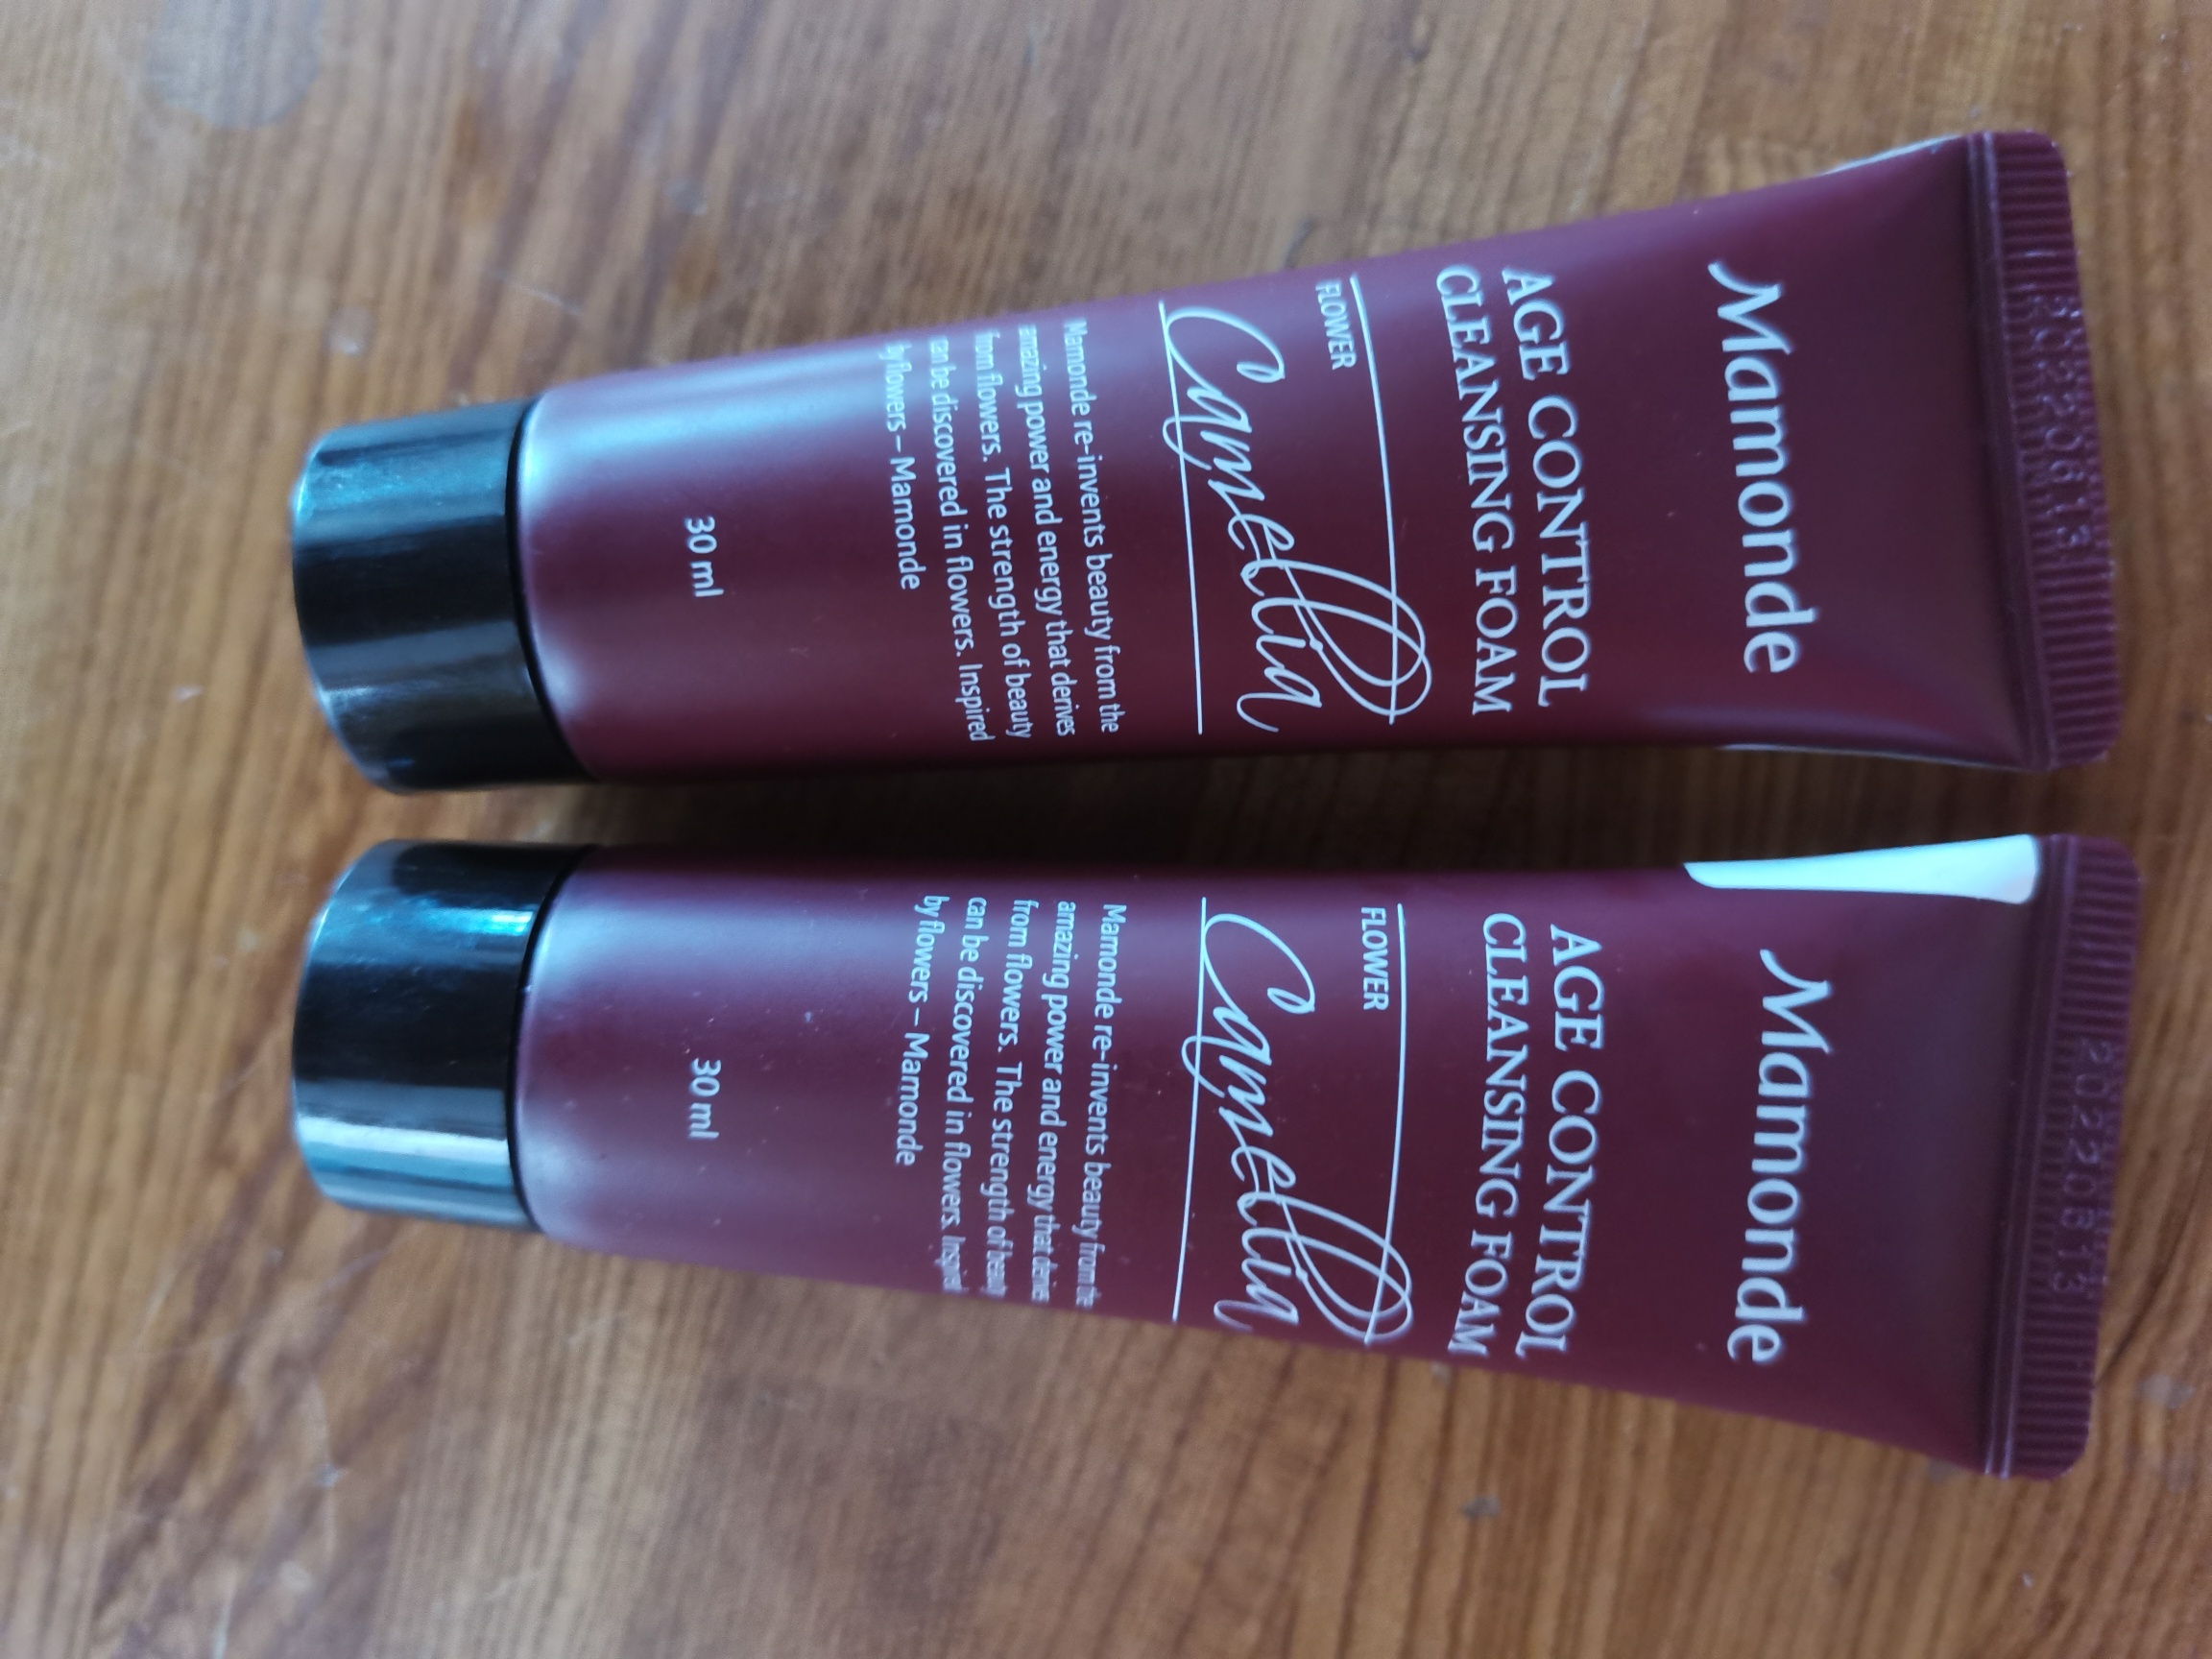 20220613
Mamonde
AGE CONTROL
CLEANSING FOAM
FLOWER
Camellia
Mamonde re-invents beauty from the
amazing power and energy that derives
from flowers. The strength of beauty
can be discovered in flowers. Inspired
by flowers – Mamonde
30 ml
20220813
Mamonde
AGE CONTROL
CLEANSING FOAM
FLOWER
Camellia
Mamonde re-invents beauty from the
amazing power and energy that derives
from flowers. The strength of beauty
can be discovered in flowers. Inspired
by flowers – Mamonde
30 ml